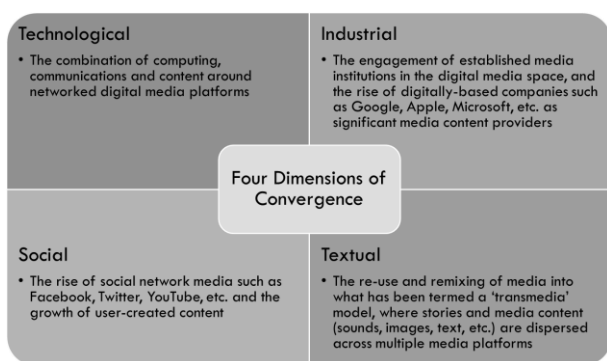 Technological
• The combination of computing,
communications and content around
networked digital media platforms
Industrial
• The engagement of established media
institutions in the digital media space, and
the rise of digitally-based companies such
as Google, Apple, Microsoft, etc. as
significant media content providers
Four Dimensions of
Convergence
Social
• The rise of social network media such as
Facebook, Twitter, YouTube, etc. and the
growth of user-created content
Textual
• The re-use and remixing of media into
what has been termed a ‘transmedia’
model, where stories and media content
(sounds, images, text, etc.) are dispersed
across multiple media platforms